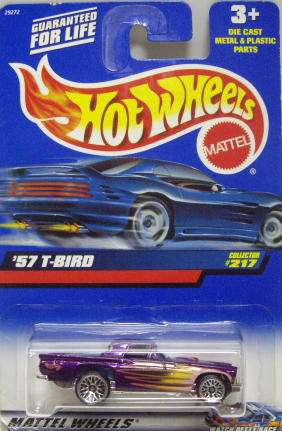 29272
GUARANTEED
FOR LIFE
3+
DIE CAST
METAL & PLASTIC
PARTS
HOT WHEELS
MATTEL
'57 T-BIRD
COLLECTOR
#217
MATTEL WHEELS